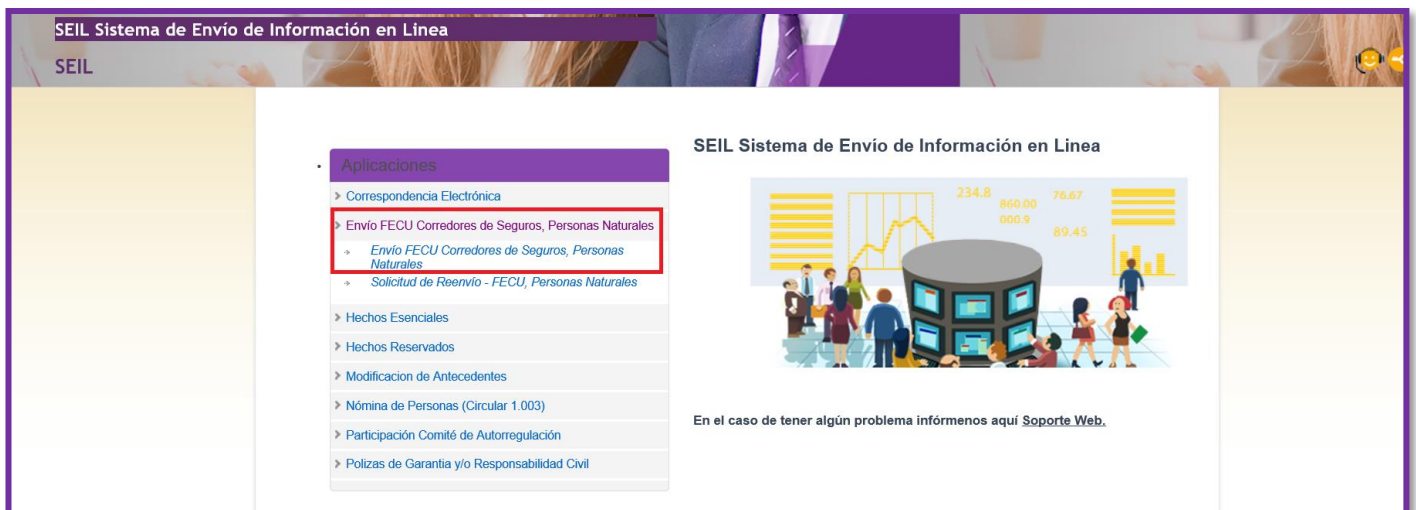 SEIL Sistema de Envío de Información en Linea
SEIL
Aplicaciones
Correspondencia Electrónica
Envío FECU Corredores de Seguros, Personas Naturales
Envío FECU Corredores de Seguros, Personas
Naturales
Solicitud de Reenvío - FECU, Personas Naturales
Hechos Esenciales
Hechos Reservados
Modificacion de Antecedentes
Nómina de Personas (Circular 1.003)
Participación Comité de Autorregulación
Polizas de Garantia y/o Responsabilidad Civil
SEIL Sistema de Envío de Información en Linea
234.8
860.00
000.9
76.67
89.45
En el caso de tener algún problema infórmenos aquí Soporte Web.